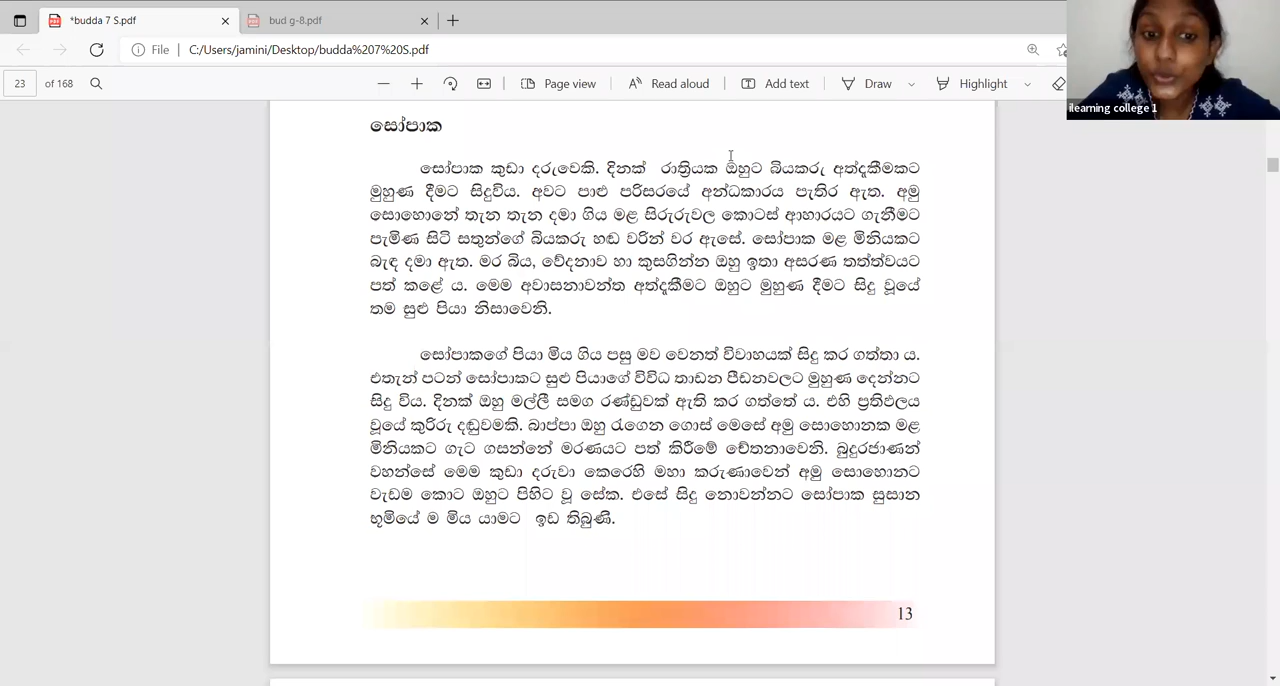 *budda 7 S.pdf
bud g-8.pdf
File C:/Users/jamini/Desktop/budda%207%20S.pdf
23 of 168 Page view Read aloud Add text Draw Highlight
ilearning college 1
සෝපාක
සෝපාක කුඩා දරුවෙකි. දිනක් රාත්‍රියක ඔහුට බියකරු අත්දැකීමකට
මුහුණ දීමට සිදුවිය. අවට පාළු පරිසරයේ අන්ධකාරය පැතිර ඇත. අමු
සොහොනේ තැන තැන දමා ගිය මළ සිරුරුවල කොටස් ආහාරයට ගැනීමට
පැමිණ සිටි සතුන්ගේ බියකරු හඬ වරින් වර ඇසේ. සෝපාක මළ මිනියකට
බැඳ දමා ඇත. මර බිය, වේදනාව හා කුසගින්න ඔහු ඉතා අසරණ තත්ත්වයට
පත් කළේ ය. මෙම අවාසනාවන්ත අත්දැකීමට ඔහුට මුහුණ දීමට සිදු වූයේ
තම සුළු පියා නිසාවෙනි.
සෝපාකගේ පියා මිය ගිය පසු මව වෙනත් විවාහයක් සිදු කර ගත්තා ය.
එතැන් පටන් සෝපාකට සුළු පියාගේ විවිධ තාඩන පීඩනවලට මුහුණ දෙන්නට
සිදු විය. දිනක් ඔහු මල්ලී සමග රණ්ඩුවක් ඇති කර ගත්තේ ය. එහි ප්‍රතිඵලය
වූයේ කුරිරු දඬුවමකි. බාප්පා ඔහු රැගෙන ගොස් මෙසේ අමු සොහොනක මළ
මිනියකට ගැට ගසන්නේ මරණයට පත් කිරීමේ චේතනාවෙනි. බුදුරජාණන්
වහන්සේ මෙම කුඩා දරුවා කෙරෙහි මහා කරුණාවෙන් අමු සොහොනට
වැඩම කොට ඔහුට පිහිට වූ සේක. එසේ සිදු නොවන්නට සෝපාක සුසාන
භූමියේ ම මිය යාමට ඉඩ තිබුණි.
13